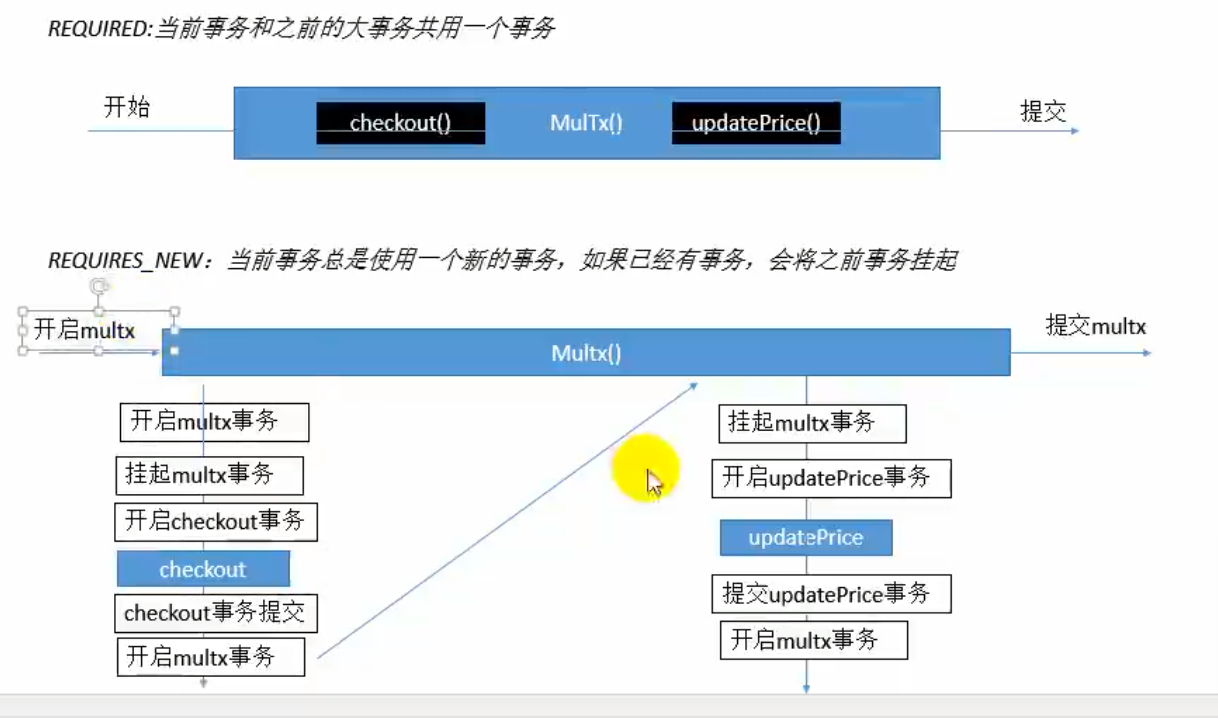 REQUIRED:当前事务和之前的大事务共用一个事务
开始
checkout()
MulTx()
updatePrice()
提交
REQUIRES_NEW：当前事务总是使用一个新的事务，如果已经有事务，会将之前事务挂起
开启multx
Multx()
提交multx
开启multx事务
挂起multx事务
开启checkout事务
checkout
checkout事务提交
开启multx事务
挂起multx事务
开启updatePrice事务
updatePrice
提交updatePrice事务
开启multx事务